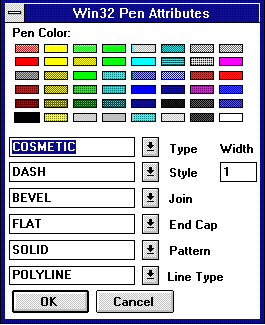 Win32 Pen Attributes
Pen Color:
COSMETIC Type Width
DASH Style 1
BEVEL Join
FLAT End Cap
SOLID Pattern
POLYLINE Line Type
OK Cancel